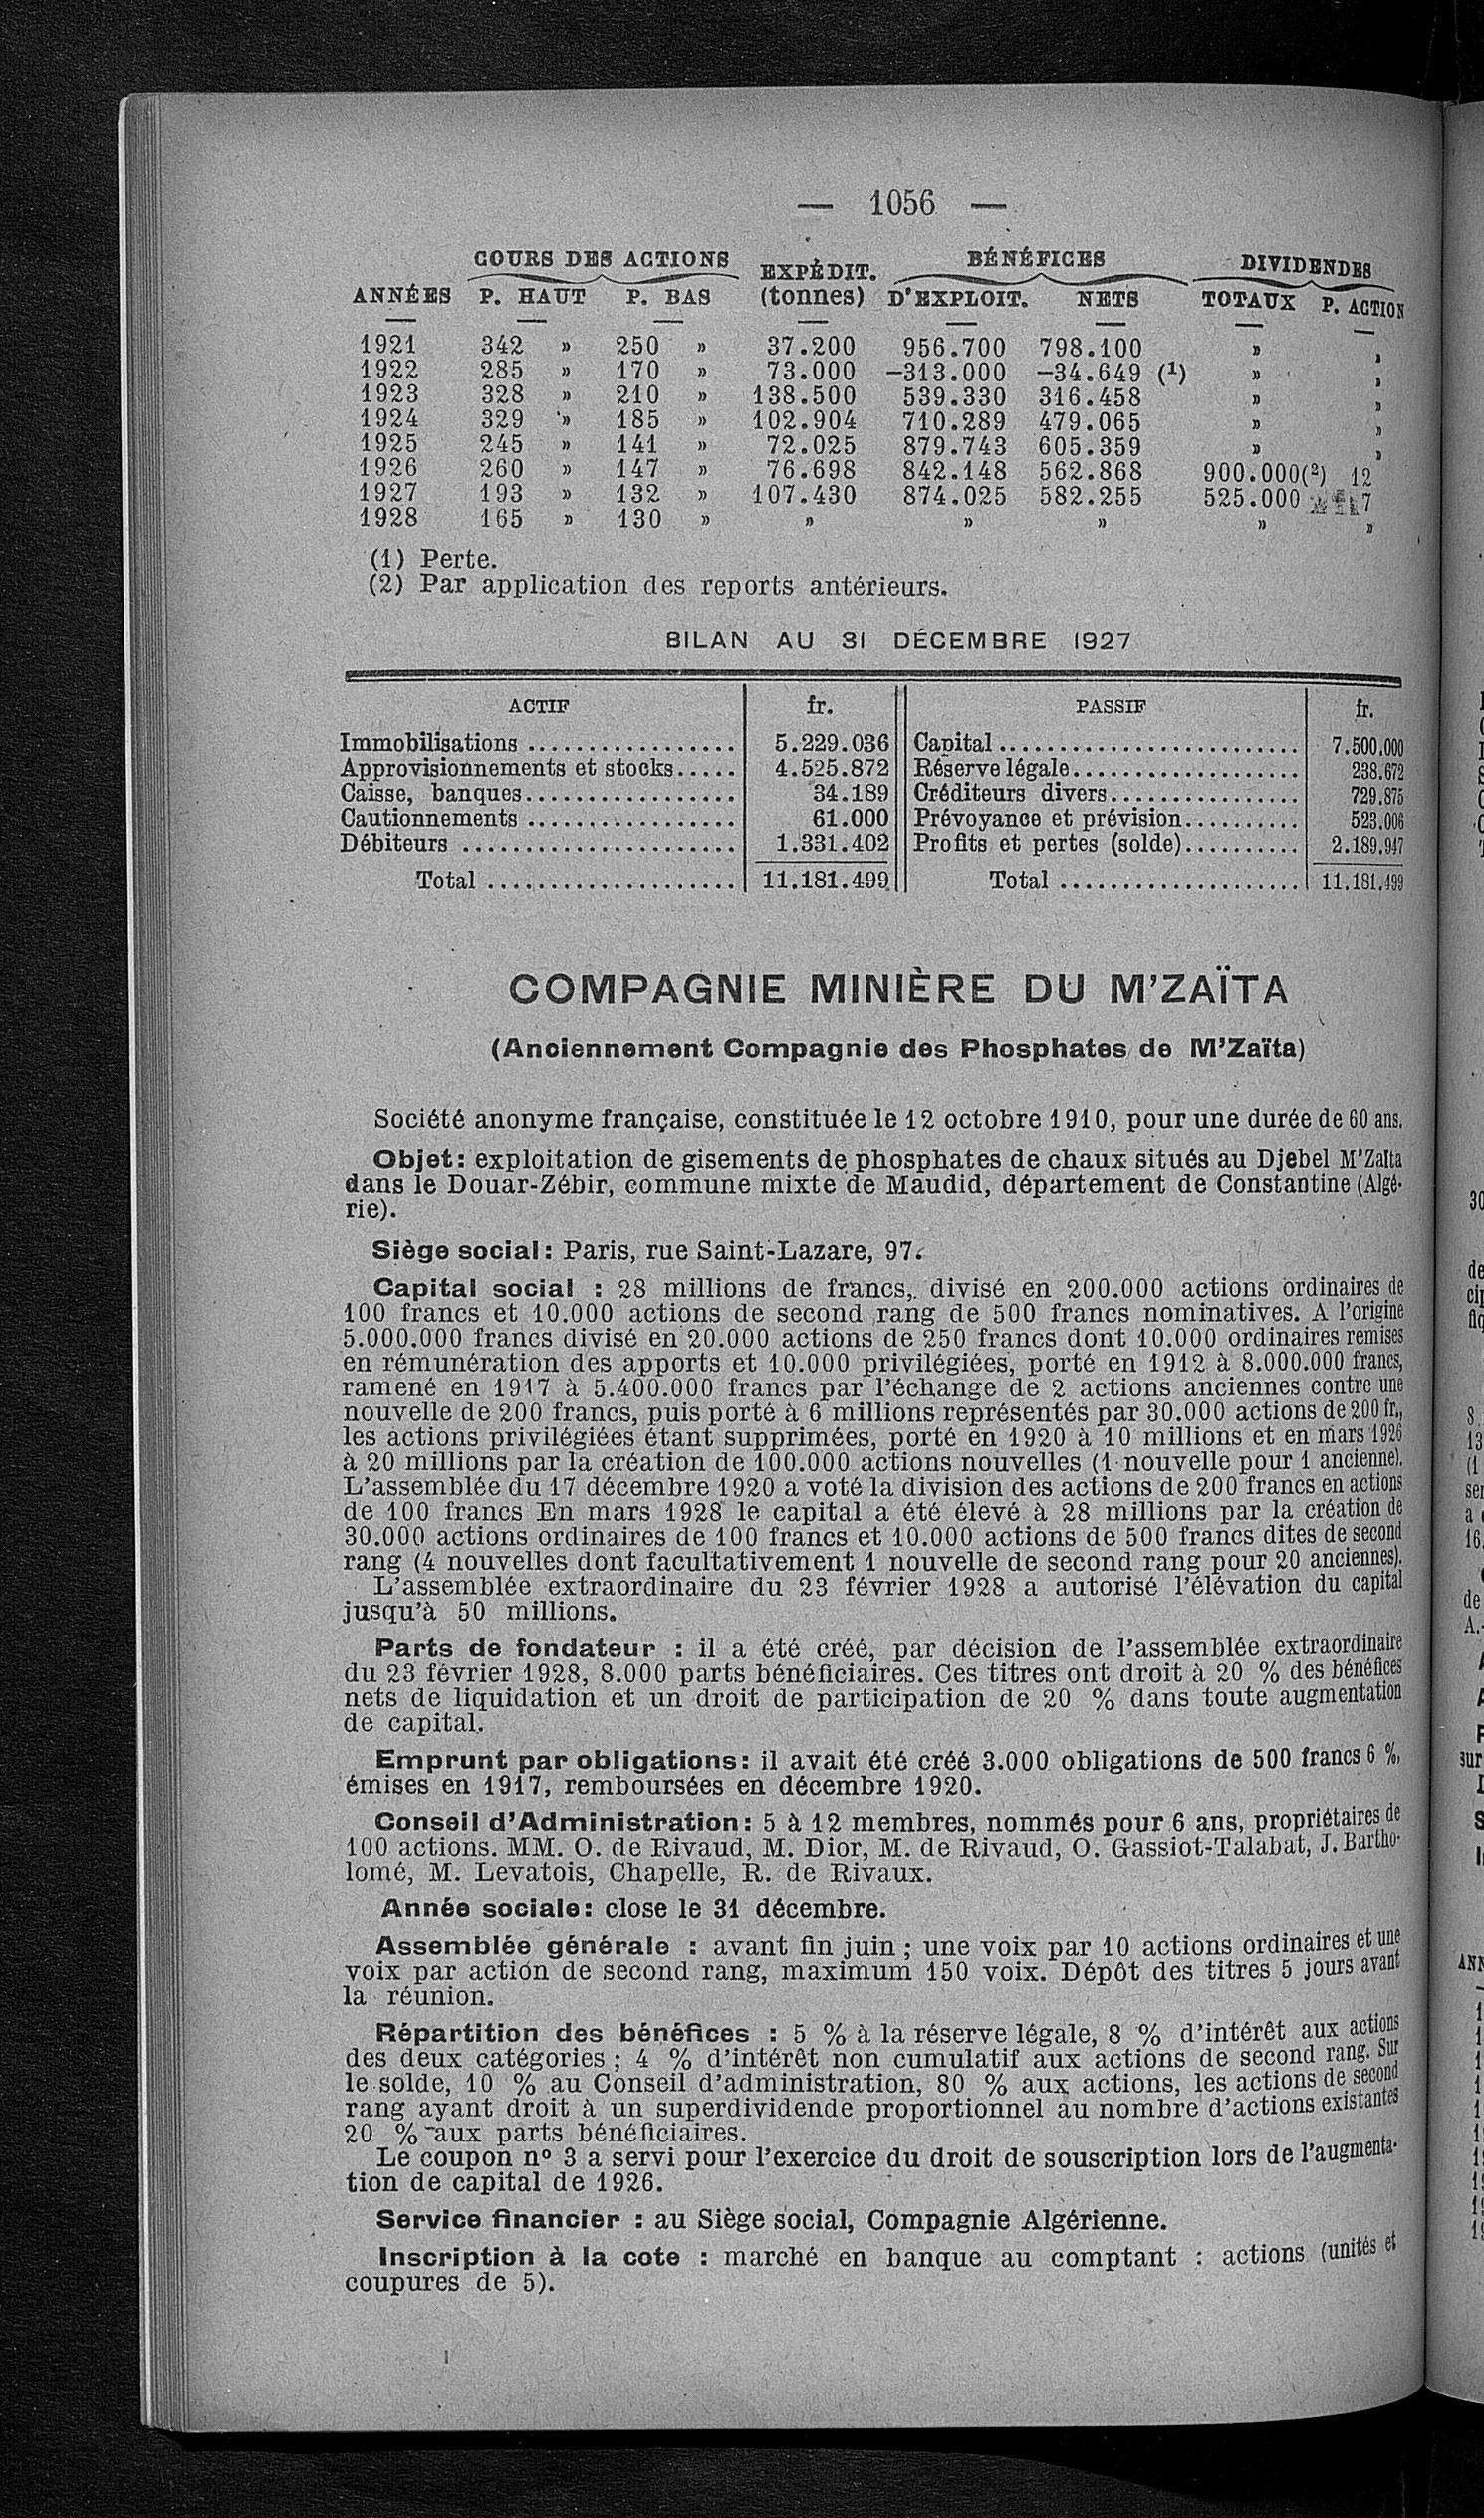 — 1056 —
COURS DES ACTIONS EXPÉDIT. BÉNÉFICES DIVIDENDES
ANNÉES P. HAUT P. BAS (tonnes) D'EXPLOIT. NETS TOTAUX P. ACTION
1921 342 » 250 » 37.200 956.700 798.100 » »
1922 285 » 170 » 73.000 —313.000 —34.649 (1) » »
1923 328 » 210 » 138.500 539.330 316.458 » »
1924 329 » 185 » 102.904 710.289 479.065 » »
1925 245 » 141 » 72.025 879.743 605.359 » »
1926 260 » 147 » 76.698 842.148 562.868 900.000(2) 12
1927 193 » 132 » 107.430 874.025 582.255 525.000 7
1928 165 » 130 » » » » » »
(1) Perte.
(2) Par application des reports antérieurs.
BILAN AU 31 DÉCEMBRE 1927
ACTIF fr. PASSIF fr.
Immobilisations ................. 5.229.036 Capital ......................... 7.500.000
Approvisionnements et stocks..... 4.525.872 Réserve légale................... 238.672
Caisse, banques.................. 34.189 Créditeurs divers................ 729.875
Cautionnements .................. 61.000 Prévoyance et prévision.......... 523.006
Débiteurs ....................... 1.331.402 Profits et pertes (solde).......... 2.189.947
Total .................... 11.181.499 Total .................... 11.181.499
COMPAGNIE MINIÈRE DU M'ZAÏTA
(Anciennement Compagnie des Phosphates de M'Zaïta)
Société anonyme française, constituée le 12 octobre 1910, pour une durée de 60 ans.
Objet: exploitation de gisements de phosphates de chaux situés au Djebel M'Zaïta
dans le Douar-Zébir, commune mixte de Maudid, département de Constantine (Algé-
rie).
Siège social: Paris, rue Saint-Lazare, 97.
Capital social : 28 millions de francs, divisé en 200.000 actions ordinaires de
100 francs et 10.000 actions de second rang de 500 francs nominatives. A l'origine
5.000.000 francs divisé en 20.000 actions de 250 francs dont 10.000 ordinaires remises
en rémunération des apports et 10.000 privilégiées, porté en 1912 à 8.000.000 francs,
ramené en 1917 à 5.400.000 francs par l'échange de 2 actions anciennes contre une
nouvelle de 200 francs, puis porté à 6 millions représentés par 30.000 actions de 200 fr.,
les actions privilégiées étant supprimées, porté en 1920 à 10 millions et en mars 1926
à 20 millions par la création de 100.000 actions nouvelles (1 nouvelle pour 1 ancienne).
L'assemblée du 17 décembre 1920 a voté la division des actions de 200 francs en actions
de 100 francs En mars 1928 le capital a été élevé à 28 millions par la création de
30.000 actions ordinaires de 100 francs et 10.000 actions de 500 francs dites de second
rang (4 nouvelles dont facultativement 1 nouvelle de second rang pour 20 anciennes).
L'assemblée extraordinaire du 23 février 1928 a autorisé l'élévation du capital
jusqu'à 50 millions.
Parts de fondateur : il a été créé, par décision de l'assemblée extraordinaire
du 23 février 1928, 8.000 parts bénéficiaires. Ces titres ont droit à 20 % des bénéfices
nets de liquidation et un droit de participation de 20 % dans toute augmentation
de capital.
Emprunt par obligations: il avait été créé 3.000 obligations de 500 francs 6 %,
émises en 1917, remboursées en décembre 1920.
Conseil d'Administration: 5 à 12 membres, nommés pour 6 ans, propriétaires de
100 actions. MM. O. de Rivaud, M. Dior, M. de Rivaud, O. Gassiot-Talabat, J. Bartho-
lomé, M. Levatois, Chapelle, R. de Rivaux.
Année sociale: close le 31 décembre.
Assemblée générale : avant fin juin ; une voix par 10 actions ordinaires et une
voix par action de second rang, maximum 150 voix. Dépôt des titres 5 jours avant
la réunion.
Répartition des bénéfices : 5 % à la réserve légale, 8 % d'intérêt aux actions
des deux catégories ; 4 % d'intérêt non cumulatif aux actions de second rang. Sur
le solde, 10 % au Conseil d'administration, 80 % aux actions, les actions de second
rang ayant droit à un superdividende proportionnel au nombre d'actions existantes
20 % aux parts bénéficiaires.
Le coupon nº 3 a servi pour l'exercice du droit de souscription lors de l'augmenta-
tion de capital de 1926.
Service financier : au Siège social, Compagnie Algérienne.
Inscription à la cote : marché en banque au comptant : actions (unités et
coupures de 5).